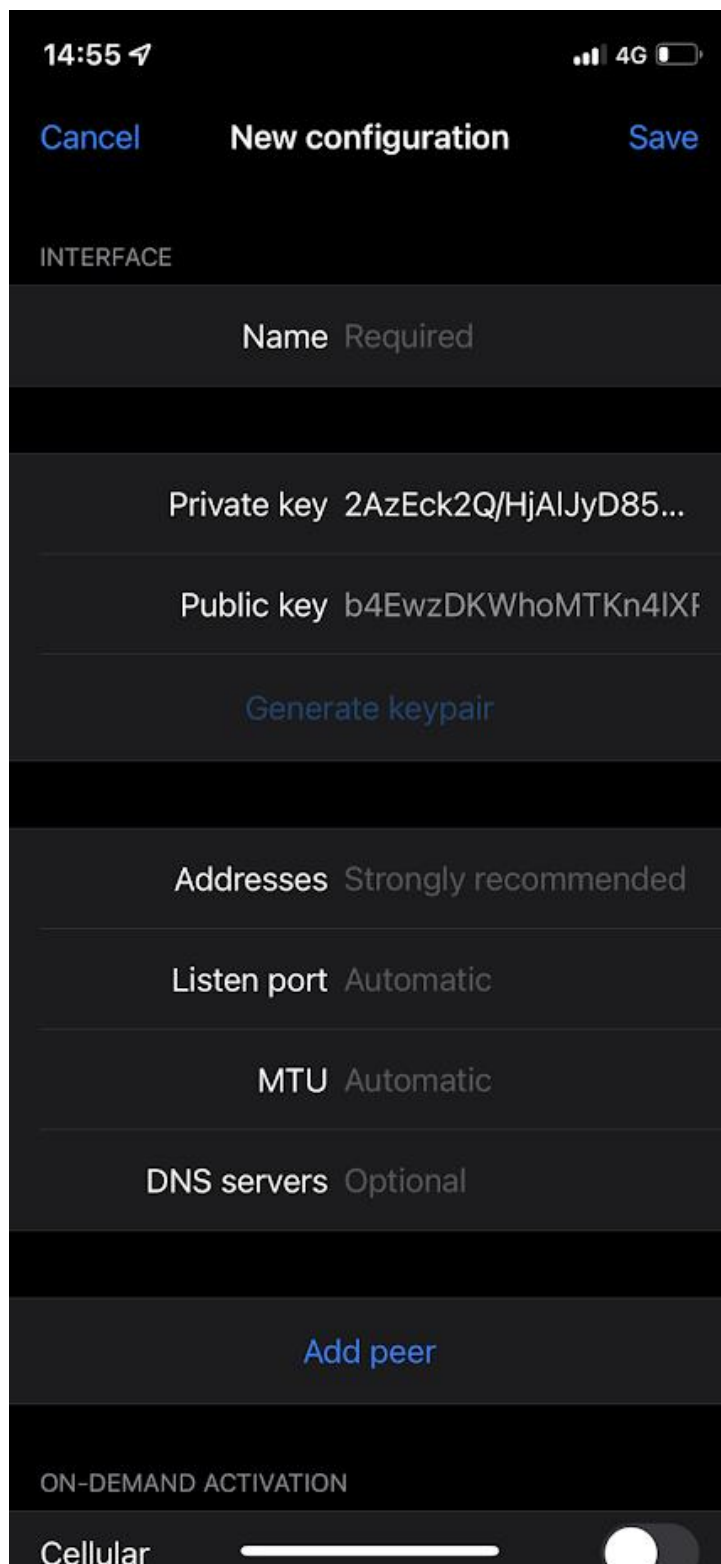 14:55 4G
Cancel New configuration Save
INTERFACE
Name Required
Private key 2AzEck2Q/HjAlJyD85...
Public key b4EwzDKWhoMTKn4lXF
Generate keypair
Addresses Strongly recommended
Listen port Automatic
MTU Automatic
DNS servers Optional
Add peer
ON-DEMAND ACTIVATION
Cellular